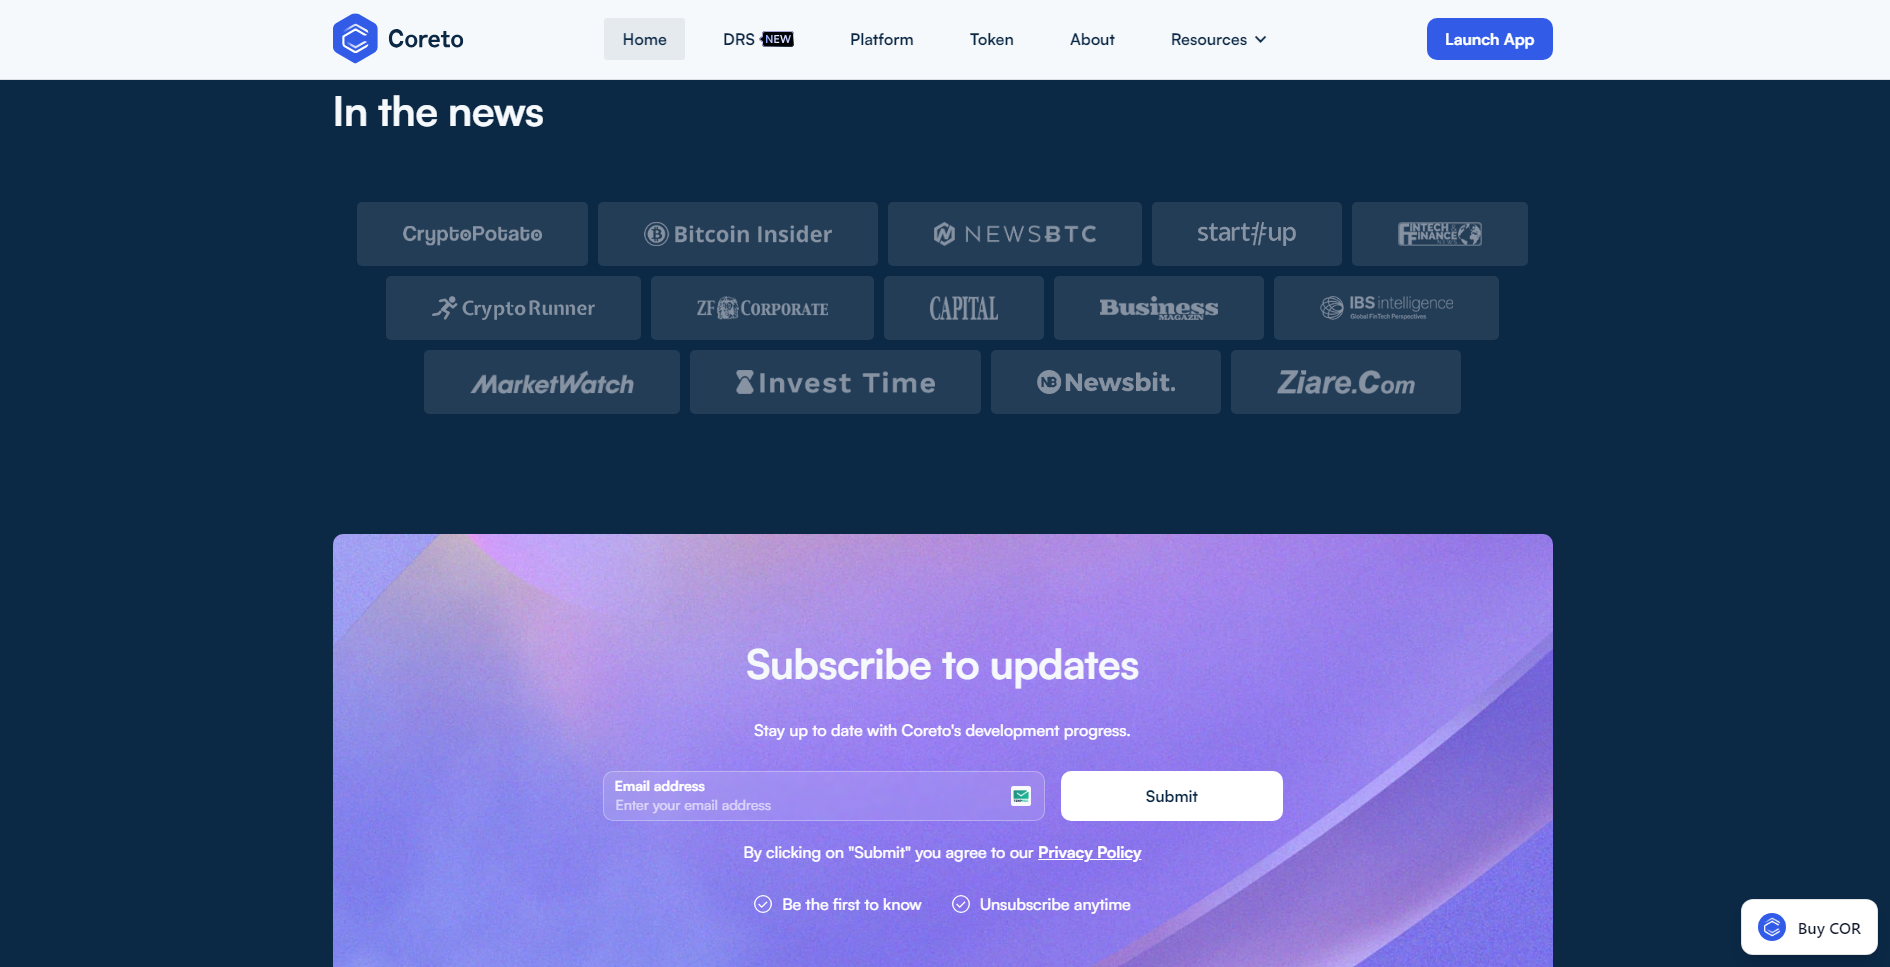 Coreto
Home
DRS NEW
Platform
Token
About
Resources
Launch App
In the news
CryptoPotato
Bitcoin Insider
NEWSBTC
start#up
FINTECH FINANCE NEWS
CryptoRunner
ZF CORPORATE
CAPITAL
Business MAGAZIN
IBS intelligence
Global FinTech Perspectives
MarketWatch
Invest Time
NB Newsbit.
Ziare.Com
Subscribe to updates
Stay up to date with Coreto's development progress.
Email address
Enter your email address
Submit
By clicking on "Submit" you agree to our Privacy Policy
Be the first to know
Unsubscribe anytime
Buy COR